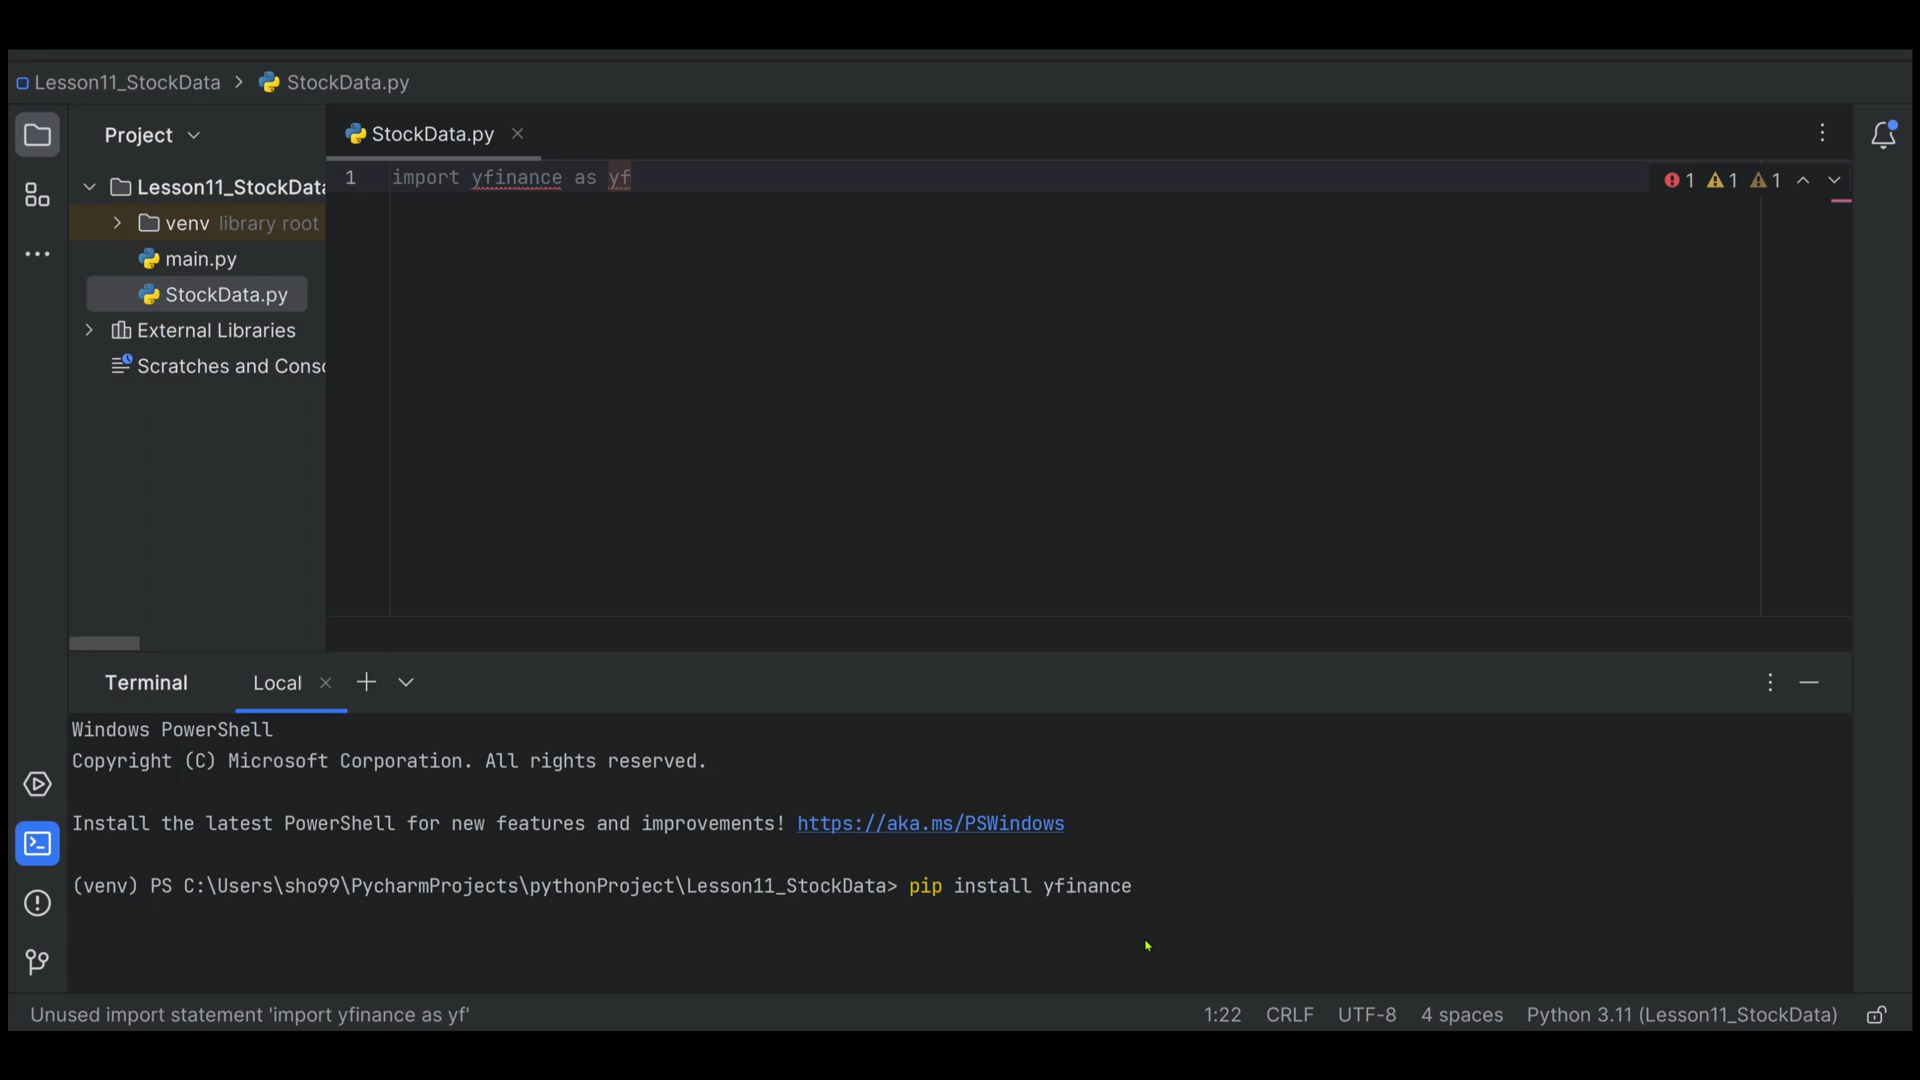 Lesson11_StockData > StockData.py
Project
StockData.py
1 import yfinance as yf
1 1 1
Lesson11_StockData
venv library root
main.py
StockData.py
External Libraries
Scratches and Conso
Terminal Local
Windows PowerShell
Copyright (C) Microsoft Corporation. All rights reserved.
Install the latest PowerShell for new features and improvements! https://aka.ms/PSWindows
(venv) PS C:\Users\sho99\PycharmProjects\pythonProject\Lesson11_StockData> pip install yfinance
Unused import statement 'import yfinance as yf'
1:22 CRLF UTF-8 4 spaces Python 3.11 (Lesson11_StockData)